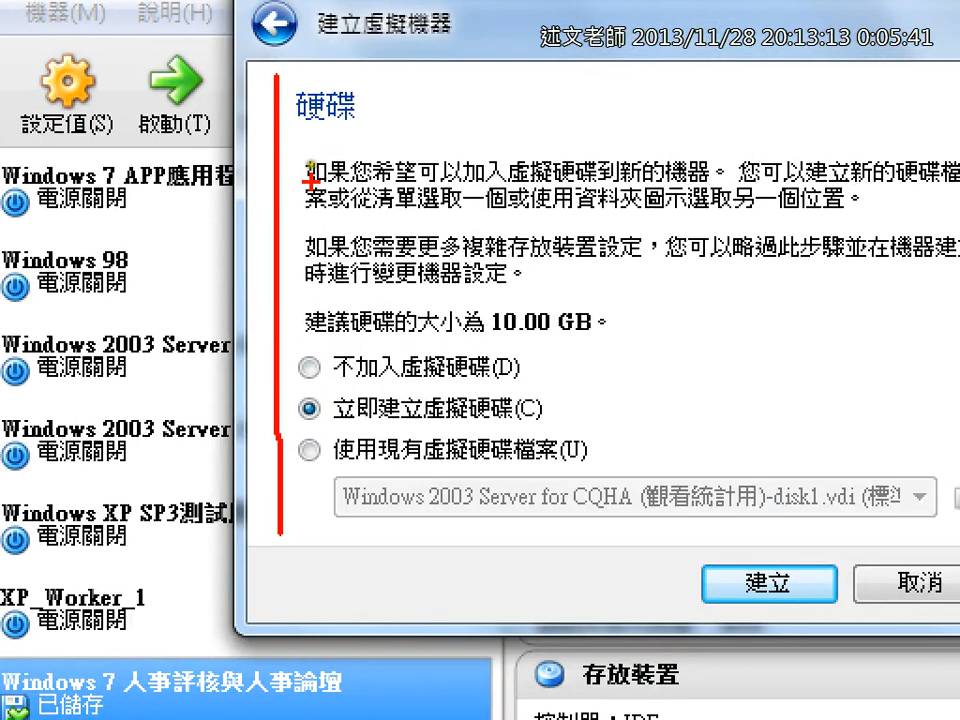 機器(M) 說明(H)
建立虛擬機器
述文老師 2013/11/28 20:13:13 0:05:41
設定值(S) 啟動(T)
硬碟
如果您希望可以加入虛擬硬碟到新的機器。 您可以建立新的硬碟檔
案或從清單選取一個或使用資料夾圖示選取另一個位置。
如果您需要更多複雜存放裝置設定，您可以略過此步驟並在機器建立
時進行變更機器設定。
建議硬碟的大小為 10.00 GB。
不加入虛擬硬碟(D)
立即建立虛擬硬碟(C)
使用現有虛擬硬碟檔案(U)
Windows 2003 Server for CQHA (觀看統計用)-disk1.vdi (標準
建立
取消
Windows 7 APP應用程
電源關閉
Windows 98
電源關閉
Windows 2003 Server
電源關閉
Windows 2003 Server
電源關閉
Windows XP SP3測試
電源關閉
XP_Worker_1
電源關閉
Windows 7 人事評核與人事論壇
已儲存
存放裝置
控制器：IDE